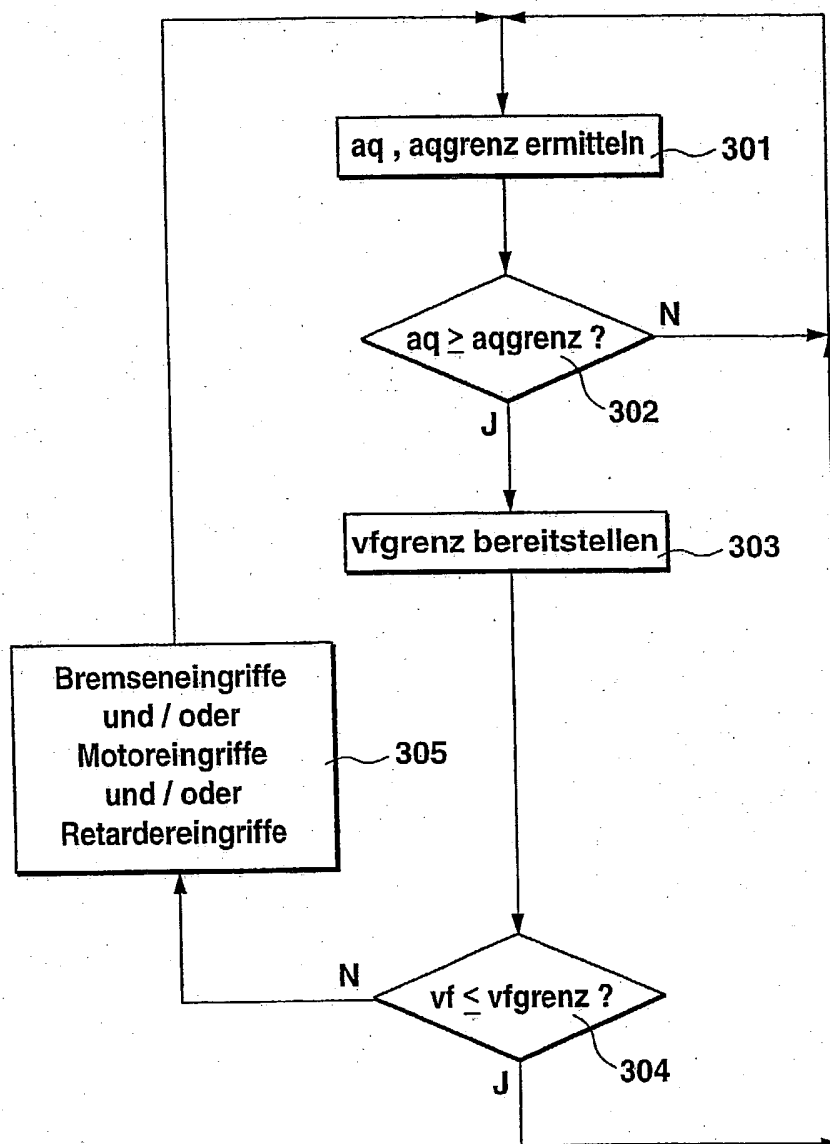 aq , aqgrenz ermitteln
301
aq ≥ aqgrenz ?
N
302
J
vfgrenz bereitstellen
303
Bremseneingriffe
und / oder
Motoreingriffe
und / oder
Retardereingriffe
305
N
vf ≤ vfgrenz ?
304
J